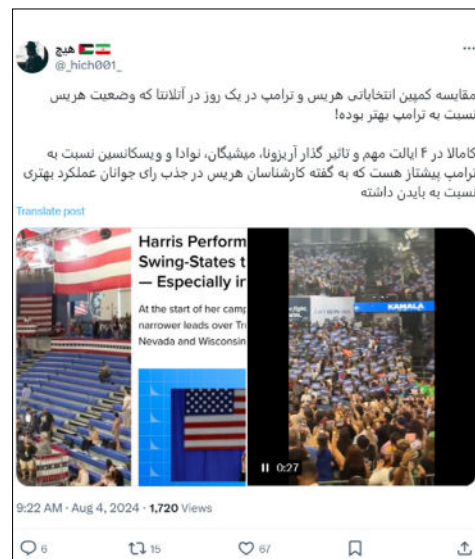 هیچ
@_hich001_
مقایسه کمپین انتخاباتی هریس و ترامپ در یک روز در آتلانتا که وضعیت هریس
نسبت به ترامپ بهتر بوده!
کامالا در ۴ ایالت مهم و تاثیر گذار آریزونا، میشیگان، نوادا و ویسکانسین نسبت به
ترامپ پیشتاز هست که به گفته کارشناسان هریس در جذب رای جوانان عملکرد بهتری
نسبت به بایدن داشته
Translate post
Harris Perform
Swing-States t
— Especially ir
At the start of her camp
narrower leads over Tr
Nevada and Wisconsin
KAMALA
0:27
9:22 AM · Aug 4, 2024 · 1,720 Views
6 15 67